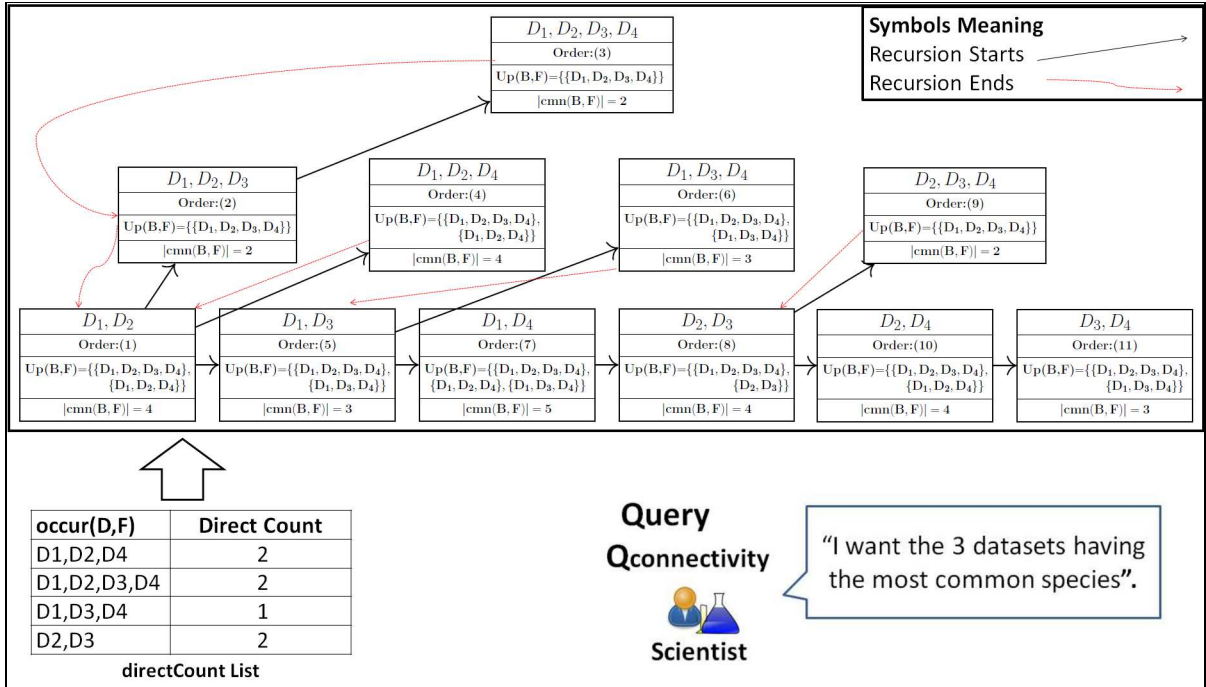 D₁, D₂, D₃, D₄
Order:(3)
Up(B,F)={{D₁, D₂, D₃, D₄}}
|cmn(B, F)| = 2
Symbols Meaning
Recursion Starts
Recursion Ends
D₁, D₂, D₃
Order:(2)
Up(B,F)={{D₁, D₂, D₃, D₄}}
|cmn(B, F)| = 2
D₁, D₂, D₄
Order:(4)
Up(B,F)={{D₁, D₂, D₃, D₄},
{D₁, D₂, D₄}}
|cmn(B, F)| = 4
D₁, D₃, D₄
Order:(6)
Up(B,F)={{D₁, D₂, D₃, D₄},
{D₁, D₃, D₄}}
|cmn(B, F)| = 3
D₂, D₃, D₄
Order:(9)
Up(B,F)={{D₁, D₂, D₃, D₄}}
|cmn(B, F)| = 2
D₁, D₂
Order:(1)
Up(B,F)={{D₁, D₂, D₃, D₄},
{D₁, D₂, D₄}}
|cmn(B, F)| = 4
D₁, D₃
Order:(5)
Up(B,F)={{D₁, D₂, D₃, D₄},
{D₁, D₃, D₄}}
|cmn(B, F)| = 3
D₁, D₄
Order:(7)
Up(B,F)={{D₁, D₂, D₃, D₄},
{D₁, D₂, D₄}, {D₁, D₃, D₄}}
|cmn(B, F)| = 5
D₂, D₃
Order:(8)
Up(B,F)={{D₁, D₂, D₃, D₄},
{D₂, D₃}}
|cmn(B, F)| = 4
D₂, D₄
Order:(10)
Up(B,F)={{D₁, D₂, D₃, D₄},
{D₁, D₂, D₄}}
|cmn(B, F)| = 4
D₃, D₄
Order:(11)
Up(B,F)={{D₁, D₂, D₃, D₄},
{D₁, D₃, D₄}}
|cmn(B, F)| = 3
occur(D,F) Direct Count
D1,D2,D4 2
D1,D2,D3,D4 2
D1,D3,D4 1
D2,D3 2
directCount List
Query
Qconnectivity
Scientist
“I want the 3 datasets having
the most common species”.